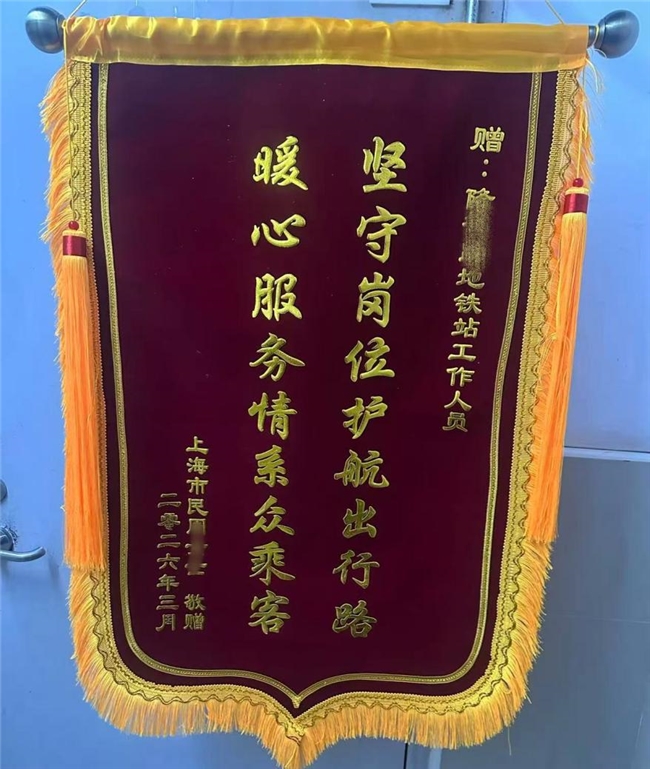 赠：隆地铁站工作人员
坚守岗位护航出行路
暖心服务情系众乘客
上海市民周 敬赠
二零二六年三月